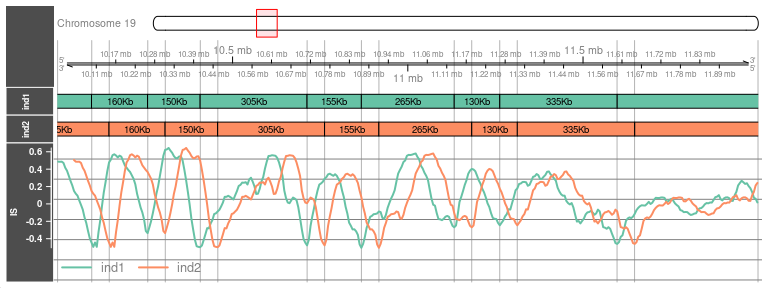 Chromosome 19
10.5 mb 11.5 mb
10.17 mb 10.28 mb 10.39 mb 10.61 mb 10.72 mb 10.83 mb 10.94 mb 11.06 mb 11.17 mb 11.28 mb 11.39 mb 11.61 mb 11.72 mb 11.83 mb
5' 3'
3' 5'
10.11 mb 10.22 mb 10.33 mb 10.44 mb 10.56 mb 10.67 mb 10.78 mb 10.89 mb 11.11 mb 11.22 mb 11.33 mb 11.44 mb 11.56 mb 11.67 mb 11.78 mb 11.89 mb
11 mb
ind1 160Kb 150Kb 305Kb 155Kb 265Kb 130Kb 335Kb
ind2 5Kb 160Kb 150Kb 305Kb 155Kb 265Kb 130Kb 335Kb
IS
0.6
0.4
0.2
0
-0.2
-0.4
ind1 ind2